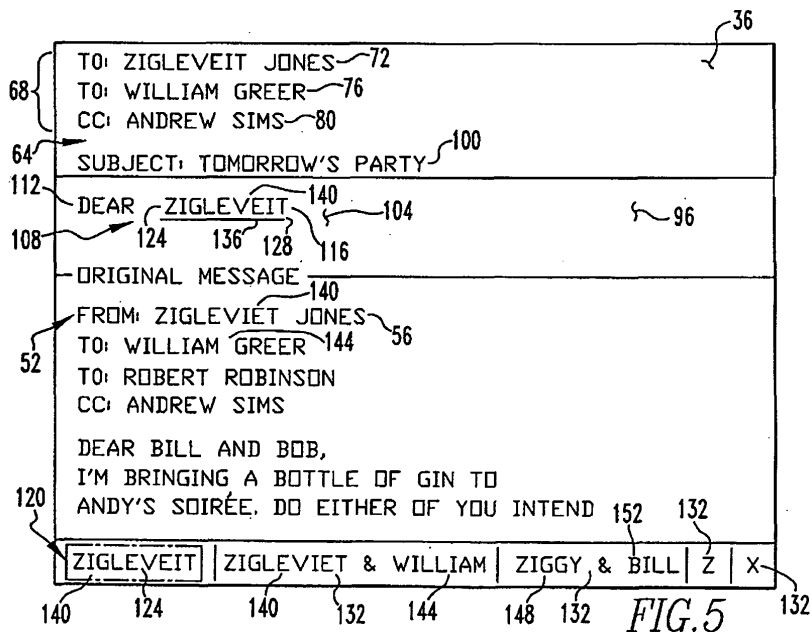 36
TO: ZIGLEVEIT JONES 72
68 TO: WILLIAM GREER 76
CC: ANDREW SIMS 80
64 SUBJECT: TOMORROW'S PARTY 100
140
112 DEAR ZIGLEVEIT 104 96
108 124 136 128 116
ORIGINAL MESSAGE
140
FROM: ZIGLEVIET JONES 56
52 TO: WILLIAM GREER 144
TO: ROBERT ROBINSON
CC: ANDREW SIMS
DEAR BILL AND BOB,
I'M BRINGING A BOTTLE OF GIN TO
ANDY'S SOIRÉE. DO EITHER OF YOU INTEND
120 152 132
ZIGLEVEIT | ZIGLEVIET & WILLIAM | ZIGGY & BILL | Z | X
140 124 140 132 144 148 132 132
FIG.5